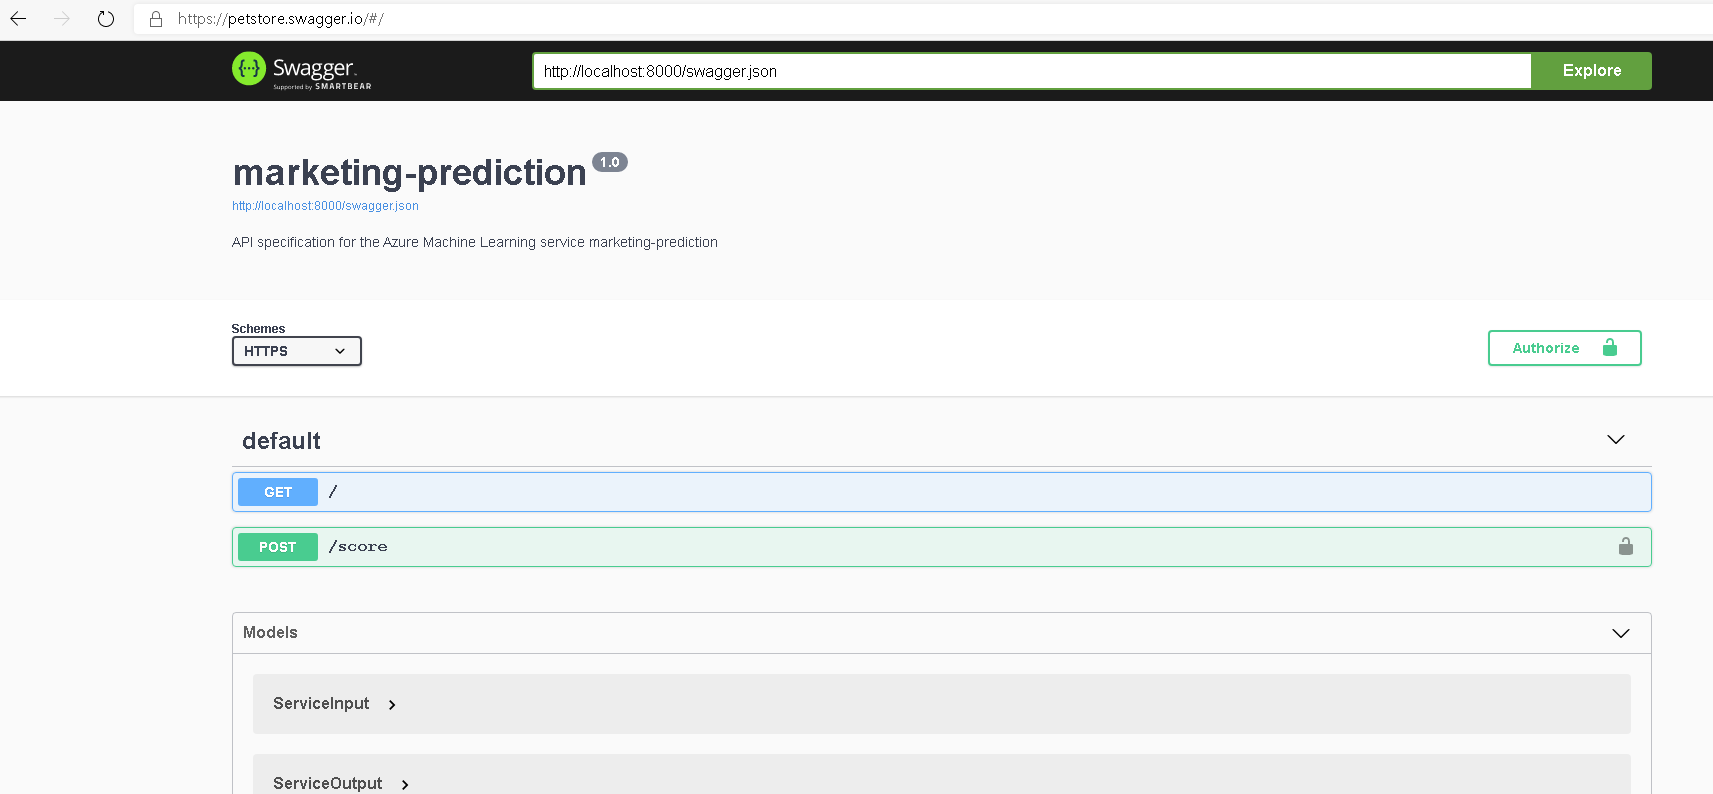 https://petstore.swagger.io/#/
{···} Swagger™
Supported by SMARTBEAR
http://localhost:8000/swagger.json
Explore
marketing-prediction 1.0
http://localhost:8000/swagger.json
API specification for the Azure Machine Learning service marketing-prediction
Schemes
HTTPS
Authorize
default
GET /
POST /score
Models
ServiceInput
ServiceOutput